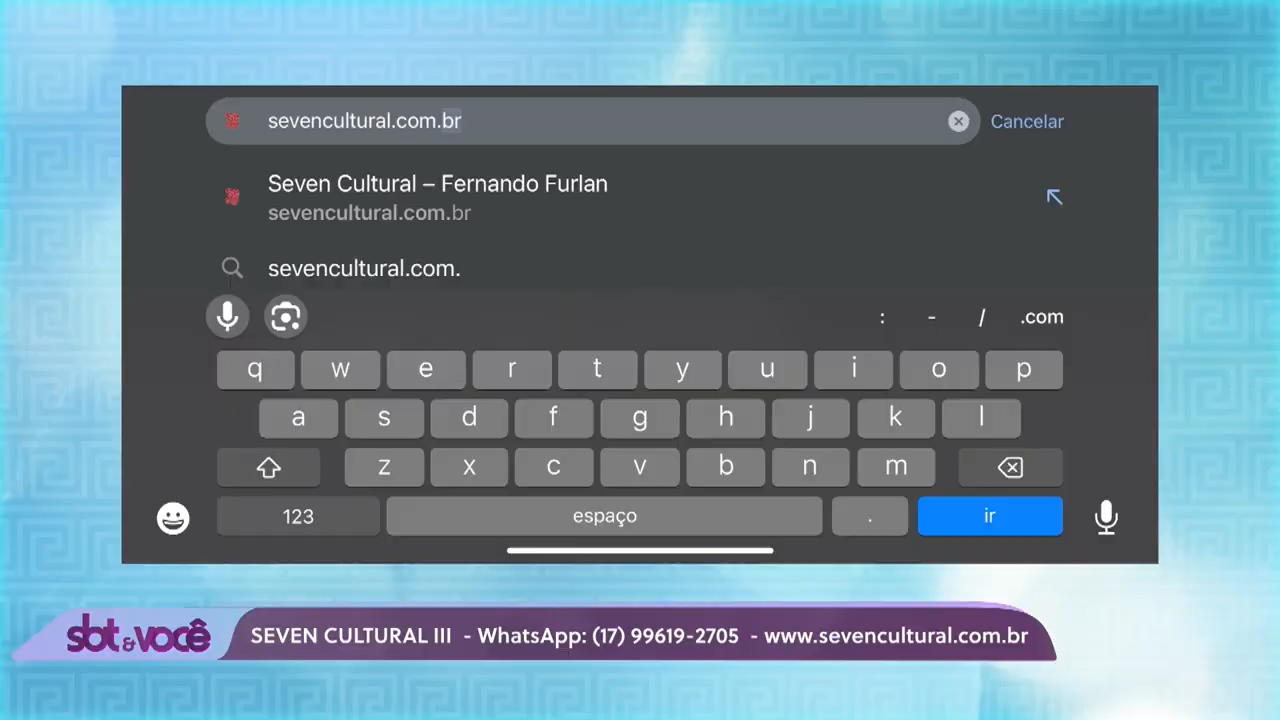 sevencultural.com.br
Cancelar
Seven Cultural – Fernando Furlan
sevencultural.com.br
sevencultural.com.
: - / .com
q w e r t y u i o p
a s d f g h j k l
z x c v b n m
123 espaço . ir
sbt&você
SEVEN CULTURAL III - WhatsApp: (17) 99619-2705 - www.sevencultural.com.br